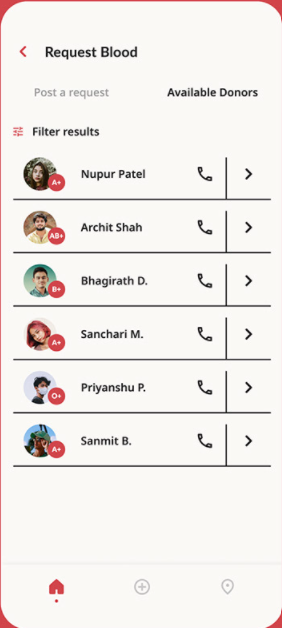 Request Blood
Post a request Available Donors
Filter results
Nupur Patel
A+
Archit Shah
AB+
Bhagirath D.
B+
Sanchari M.
A+
Priyanshu P.
O+
Sanmit B.
A+